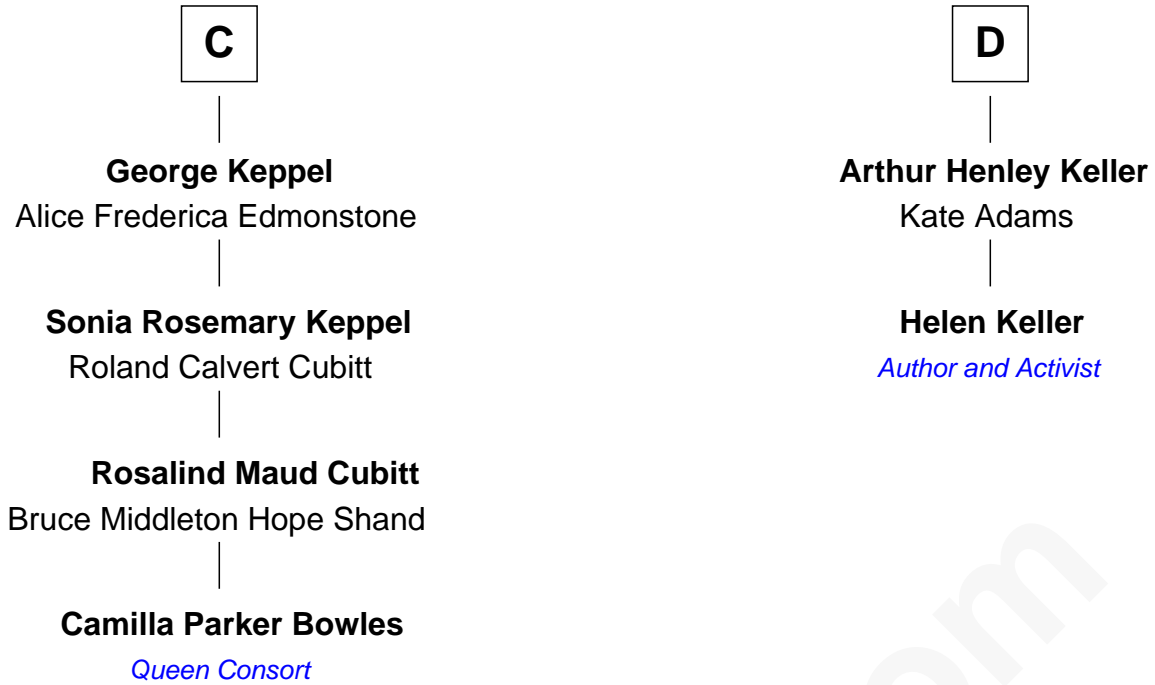 C
George Keppel
Alice Frederica Edmonstone
Sonia Rosemary Keppel
Roland Calvert Cubitt
Rosalind Maud Cubitt
Bruce Middleton Hope Shand
Camilla Parker Bowles
Queen Consort
D
Arthur Henley Keller
Kate Adams
Helen Keller
Author and Activist
om